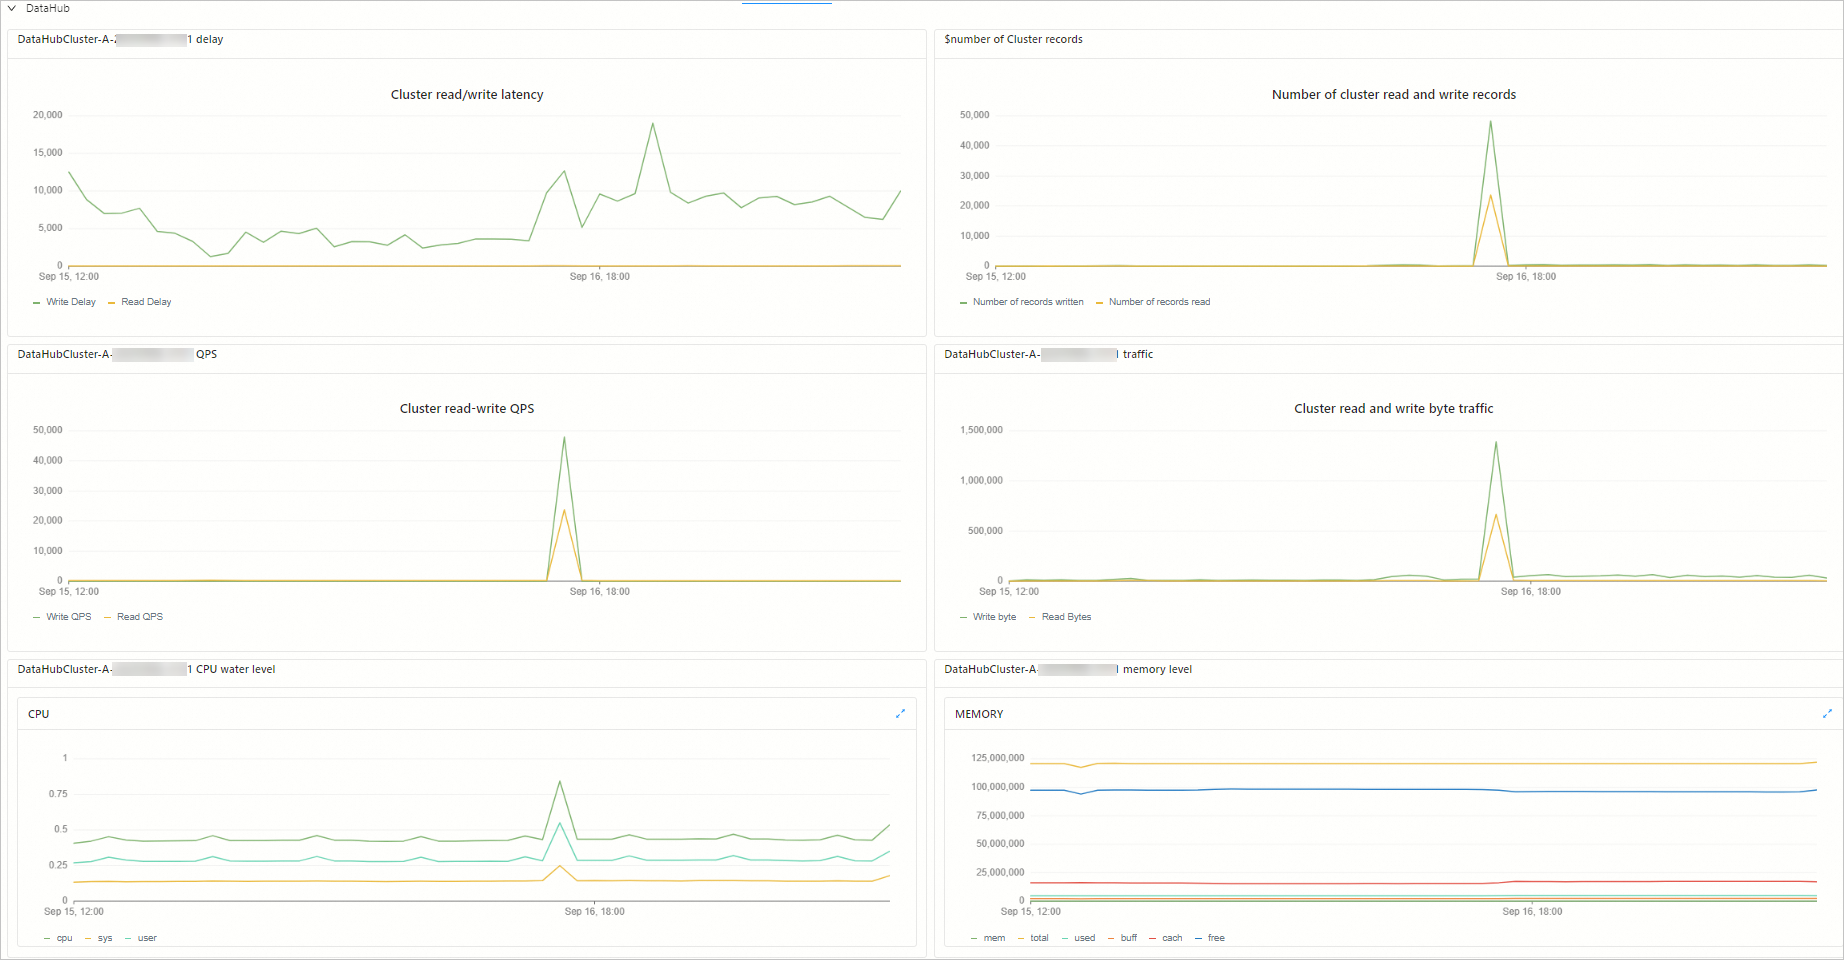 DataHub
DataHubCluster-A- 1 delay
Cluster read/write latency
20,000
15,000
10,000
5,000
0
Sep 15, 12:00 Sep 16, 18:00
Write Delay Read Delay
$number of Cluster records
Number of cluster read and write records
50,000
40,000
30,000
20,000
10,000
0
Sep 15, 12:00 Sep 16, 18:00
Number of records written Number of records read
DataHubCluster-A- QPS
Cluster read-write QPS
50,000
40,000
30,000
20,000
10,000
0
Sep 15, 12:00 Sep 16, 18:00
Write QPS Read QPS
DataHubCluster-A- traffic
Cluster read and write byte traffic
1,500,000
1,000,000
500,000
0
Sep 15, 12:00 Sep 16, 18:00
Write byte Read Bytes
DataHubCluster-A- 1 CPU water level
CPU
1
0.75
0.5
0.25
0
Sep 15, 12:00 Sep 16, 18:00
cpu sys user
DataHubCluster-A- memory level
MEMORY
125,000,000
100,000,000
75,000,000
50,000,000
25,000,000
0
Sep 15, 12:00 Sep 16, 18:00
mem total used buff cach free